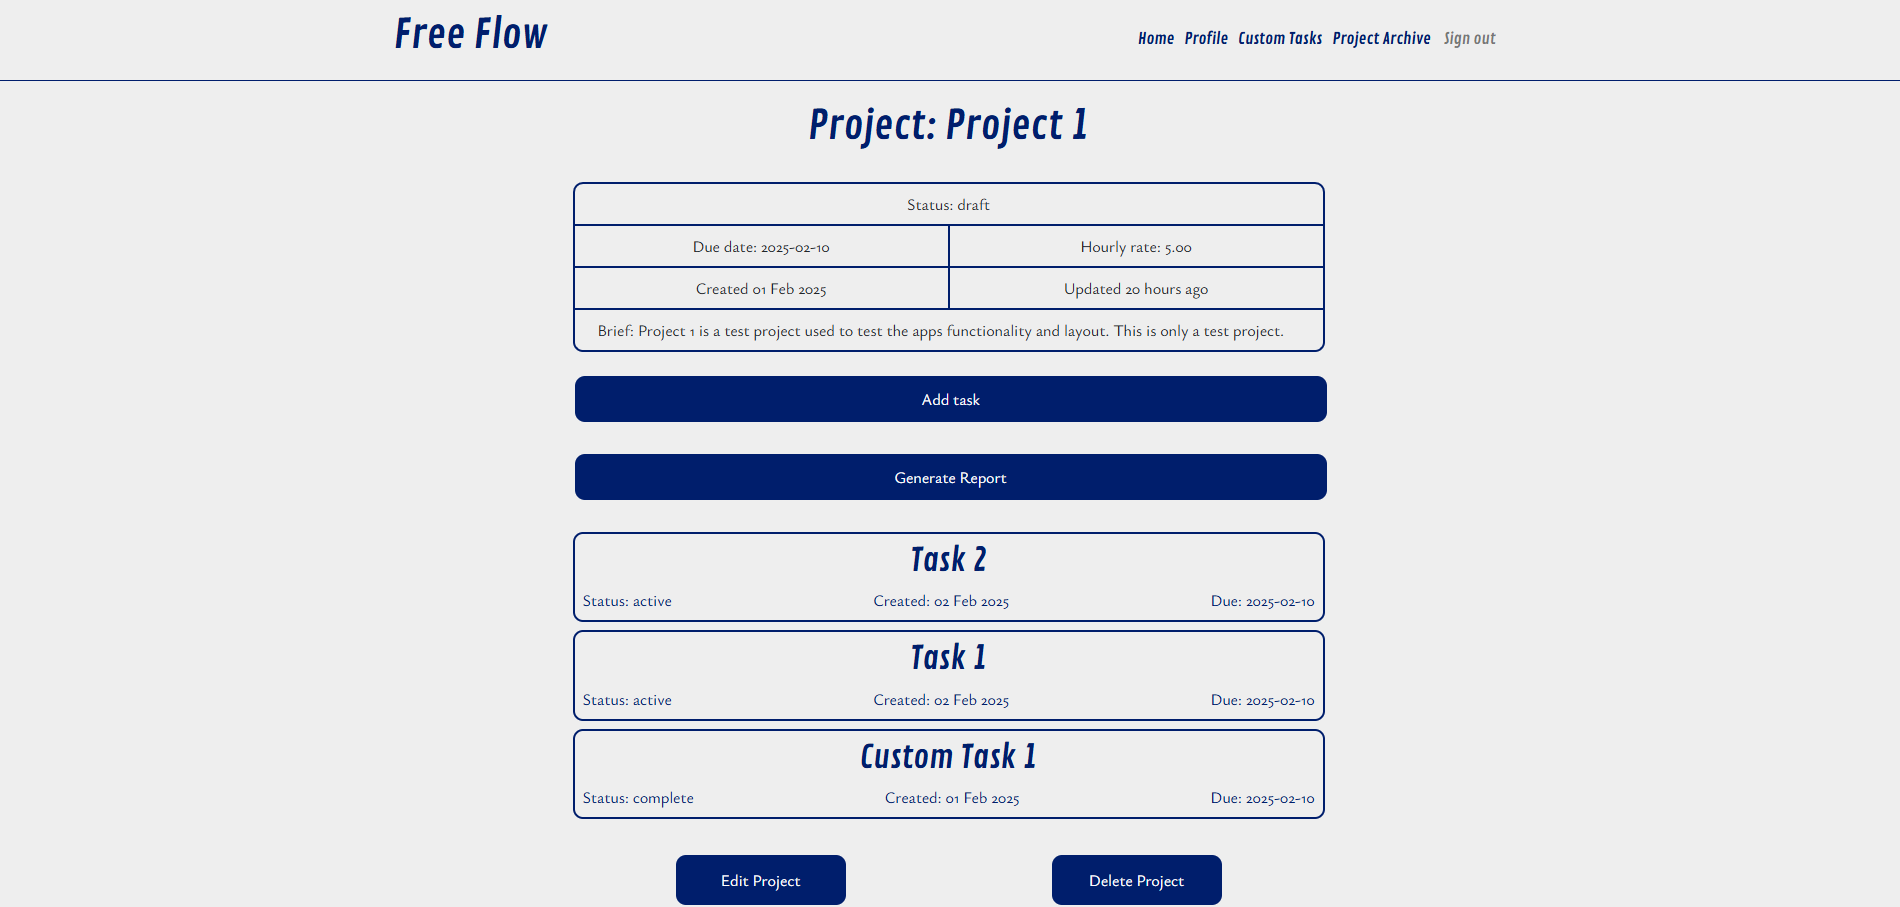 Free Flow
Home Profile Custom Tasks Project Archive Sign out
Project: Project 1
Status: draft
Due date: 2025-02-10 Hourly rate: 5.00
Created 01 Feb 2025 Updated 20 hours ago
Brief: Project 1 is a test project used to test the apps functionality and layout. This is only a test project.
Add task
Generate Report
Task 2
Status: active Created: 02 Feb 2025 Due: 2025-02-10
Task 1
Status: active Created: 02 Feb 2025 Due: 2025-02-10
Custom Task 1
Status: complete Created: 01 Feb 2025 Due: 2025-02-10
Edit Project Delete Project